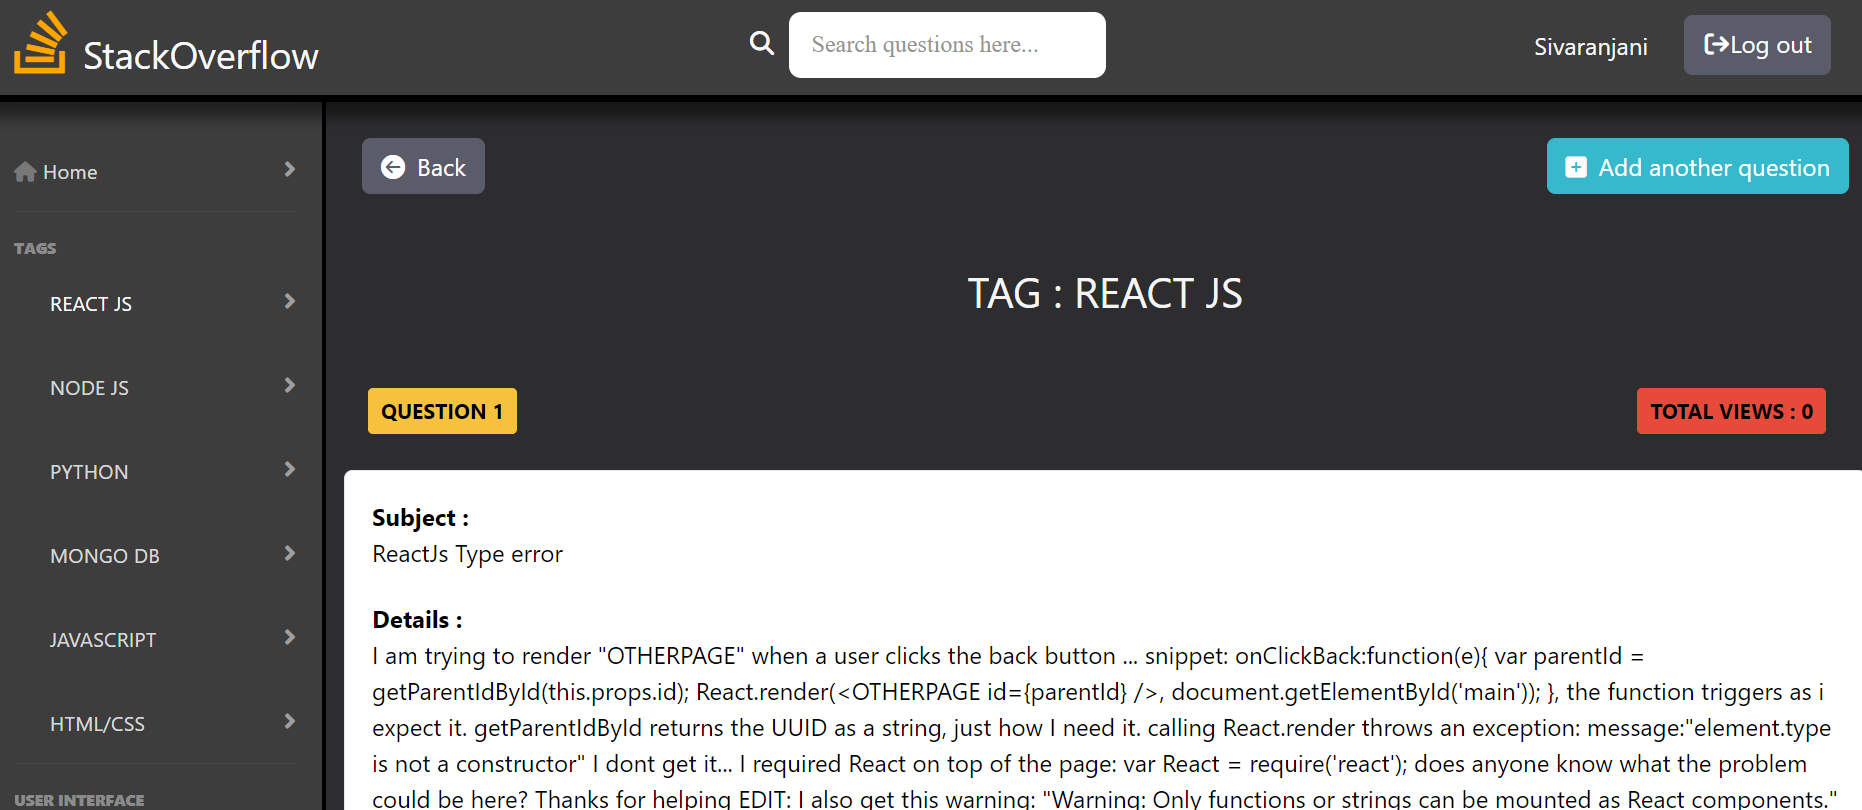 StackOverflow
Search questions here...
Sivaranjani
Log out
Home
TAGS
REACT JS
NODE JS
PYTHON
MONGO DB
JAVASCRIPT
HTML/CSS
USER INTERFACE
Back
Add another question
TAG : REACT JS
QUESTION 1
TOTAL VIEWS : 0
Subject :
ReactJs Type error
Details :
I am trying to render "OTHERPAGE" when a user clicks the back button ... snippet: onClickBack:function(e){ var parentId =
getParentIdById(this.props.id); React.render(<OTHERPAGE id={parentId} />, document.getElementById('main')); }, the function triggers as i
expect it. getParentIdById returns the UUID as a string, just how I need it. calling React.render throws an exception: message:"element.type
is not a constructor" I dont get it... I required React on top of the page: var React = require('react'); does anyone know what the problem
could be here? Thanks for helping EDIT: I also get this warning: "Warning: Only functions or strings can be mounted as React components."